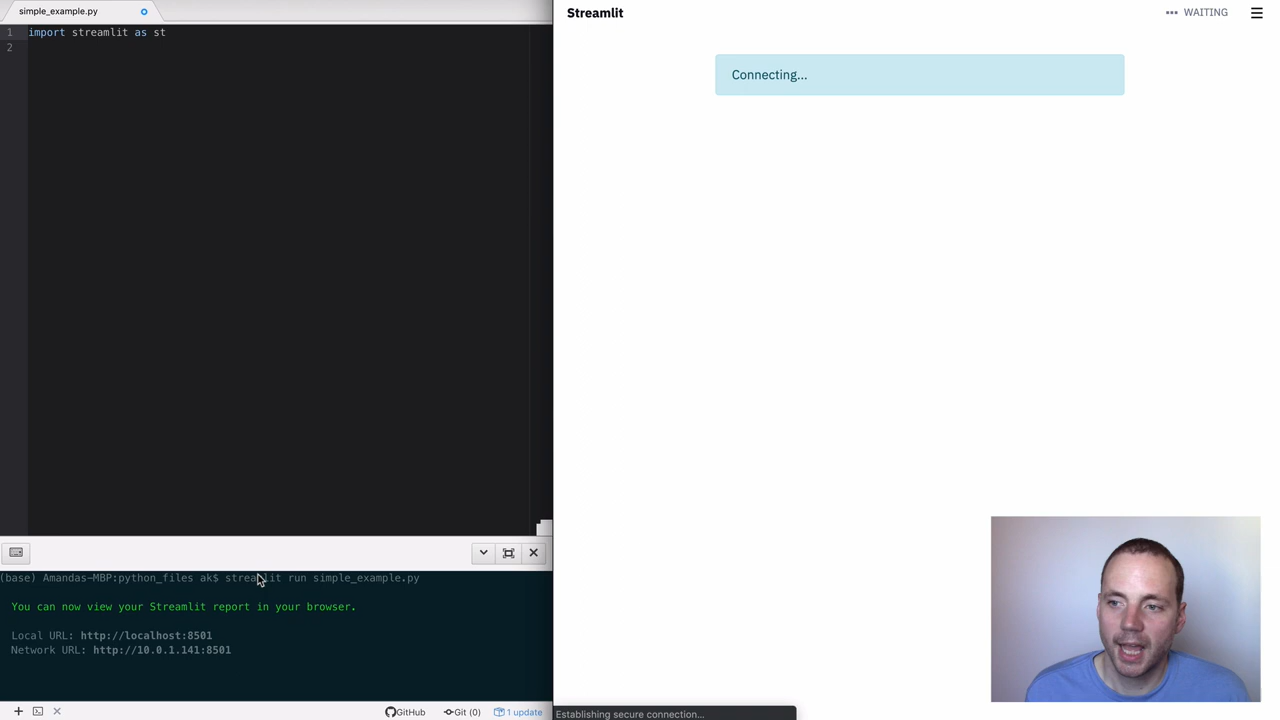 simple_example.py
1 import streamlit as st
2
(base) Amandas-MBP:python_files ak$ streamlit run simple_example.py
You can now view your Streamlit report in your browser.
Local URL: http://localhost:8501
Network URL: http://10.0.1.141:8501
GitHub Git (0) 1 update
Streamlit
WAITING
Connecting...
Establishing secure connection...